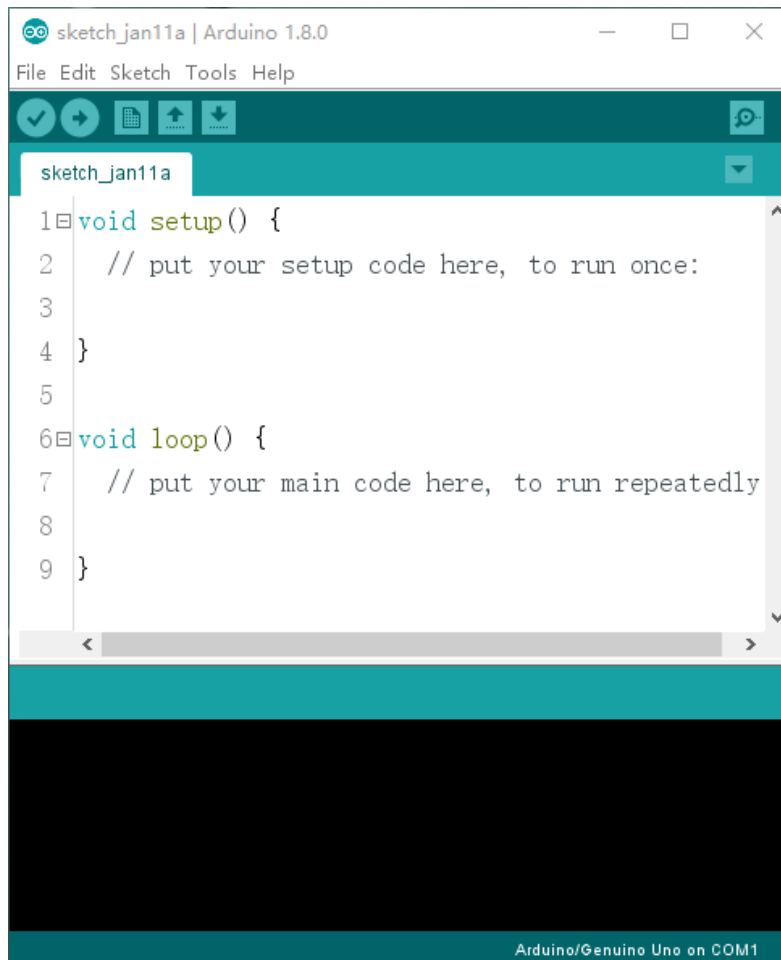 sketch_jan11a | Arduino 1.8.0
File Edit Sketch Tools Help
sketch_jan11a
1 void setup() {
2 // put your setup code here, to run once:
3
4 }
5
6 void loop() {
7 // put your main code here, to run repeatedly
8
9 }
Arduino/Genuino Uno on COM1